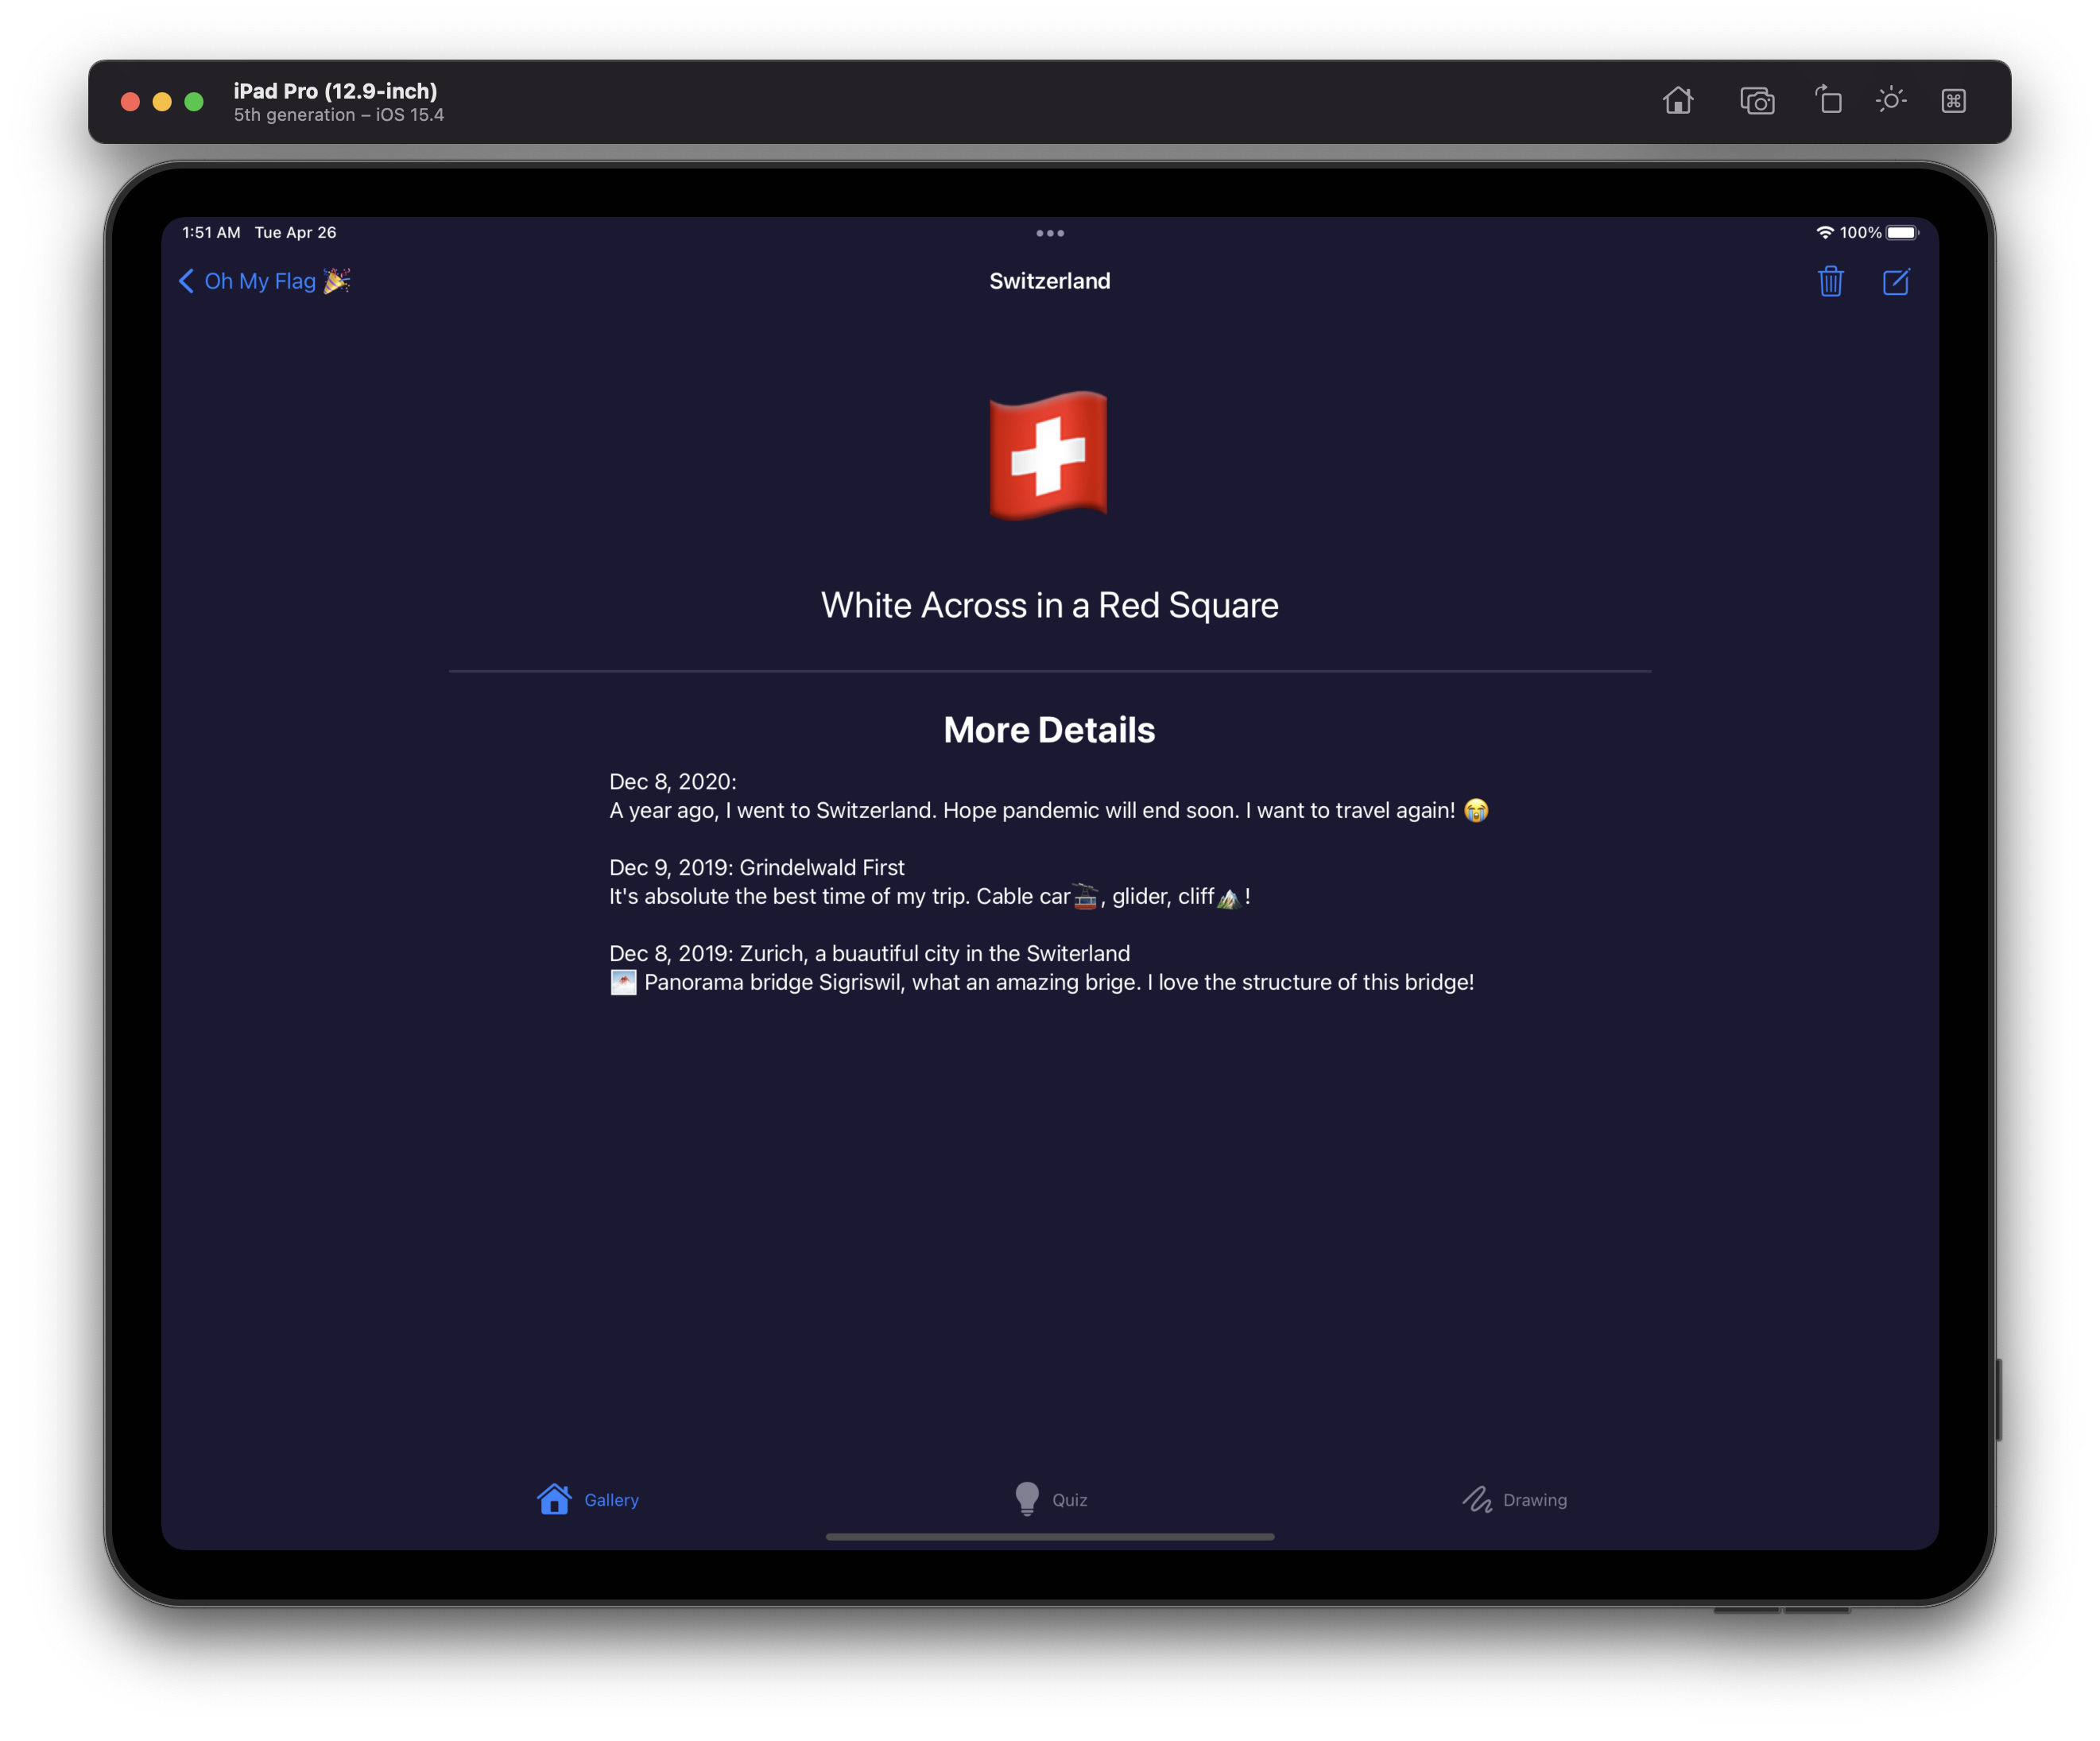 iPad Pro (12.9-inch)
5th generation – iOS 15.4
1:51 AM Tue Apr 26
100%
Oh My Flag 🎉
Switzerland
White Across in a Red Square
More Details
Dec 8, 2020:
A year ago, I went to Switzerland. Hope pandemic will end soon. I want to travel again! 😭
Dec 9, 2019: Grindelwald First
It's absolute the best time of my trip. Cable car🚡, glider, cliff🏔!
Dec 8, 2019: Zurich, a buautiful city in the Switerland
Panorama bridge Sigriswil, what an amazing brige. I love the structure of this bridge!
Gallery
Quiz
Drawing